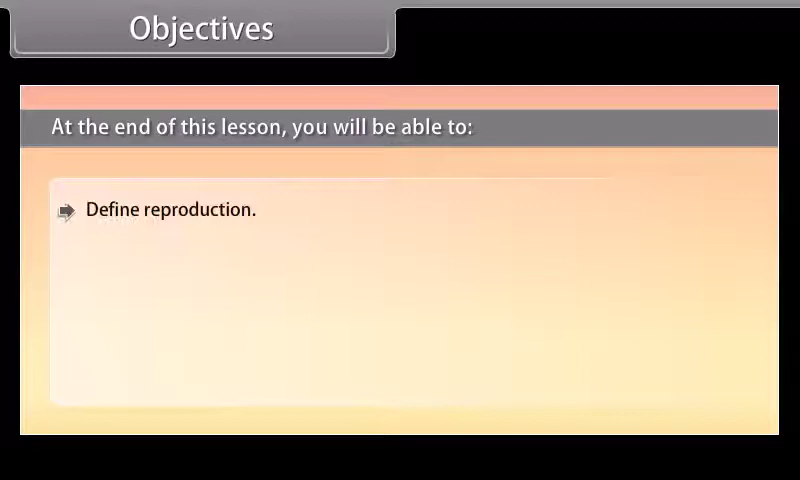 Objectives
At the end of this lesson, you will be able to:
Define reproduction.